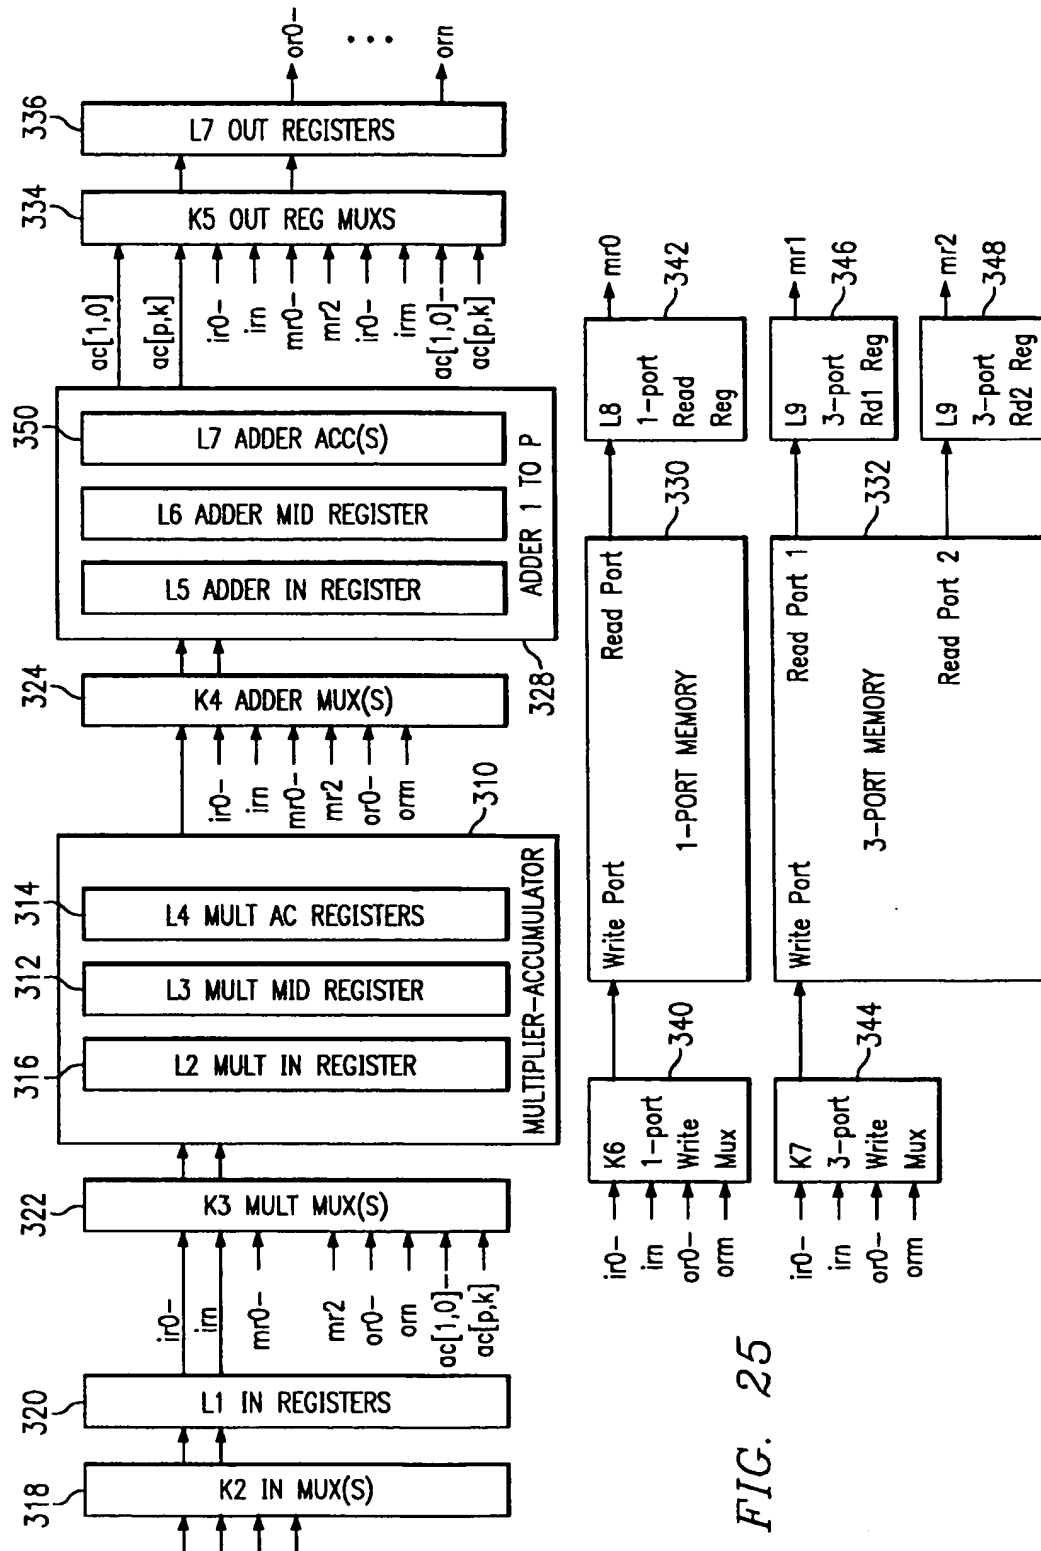 318
K2 IN MUX(S)
320
L1 IN REGISTERS
ir0-
irn
mr0-
mr2
or0-
orn
ac[1,0]-
ac[p,k]
322
K3 MULT MUX(S)
316
L2 MULT IN REGISTER
312
L3 MULT MID REGISTER
314
L4 MULT AC REGISTERS
MULTIPLIER-ACCUMULATOR
310
ir0-
irn
mr0-
mr2
or0-
orm
324
K4 ADDER MUX(S)
328
L5 ADDER IN REGISTER
L6 ADDER MID REGISTER
350
L7 ADDER ACC(S)
ADDER 1 TO P
ac[1,0]
ac[p,k]
ir0-
irn
mr0-
mr2
ir0-
irm
ac[1,0]-
ac[p,k]
334
K5 OUT REG MUXS
336
L7 OUT REGISTERS
or0-
orn
ir0-
irn
or0-
orm
K6
1-port
Write
Mux
340
Write Port
1-PORT MEMORY
Read Port
330
L8
1-port
Read
Reg
342
mr0
ir0-
irn
or0-
orm
K7
3-port
Write
Mux
344
Write Port
3-PORT MEMORY
Read Port 1
Read Port 2
332
L9
3-port
Rd1 Reg
346
mr1
L9
3-port
Rd2 Reg
348
mr2
FIG. 25